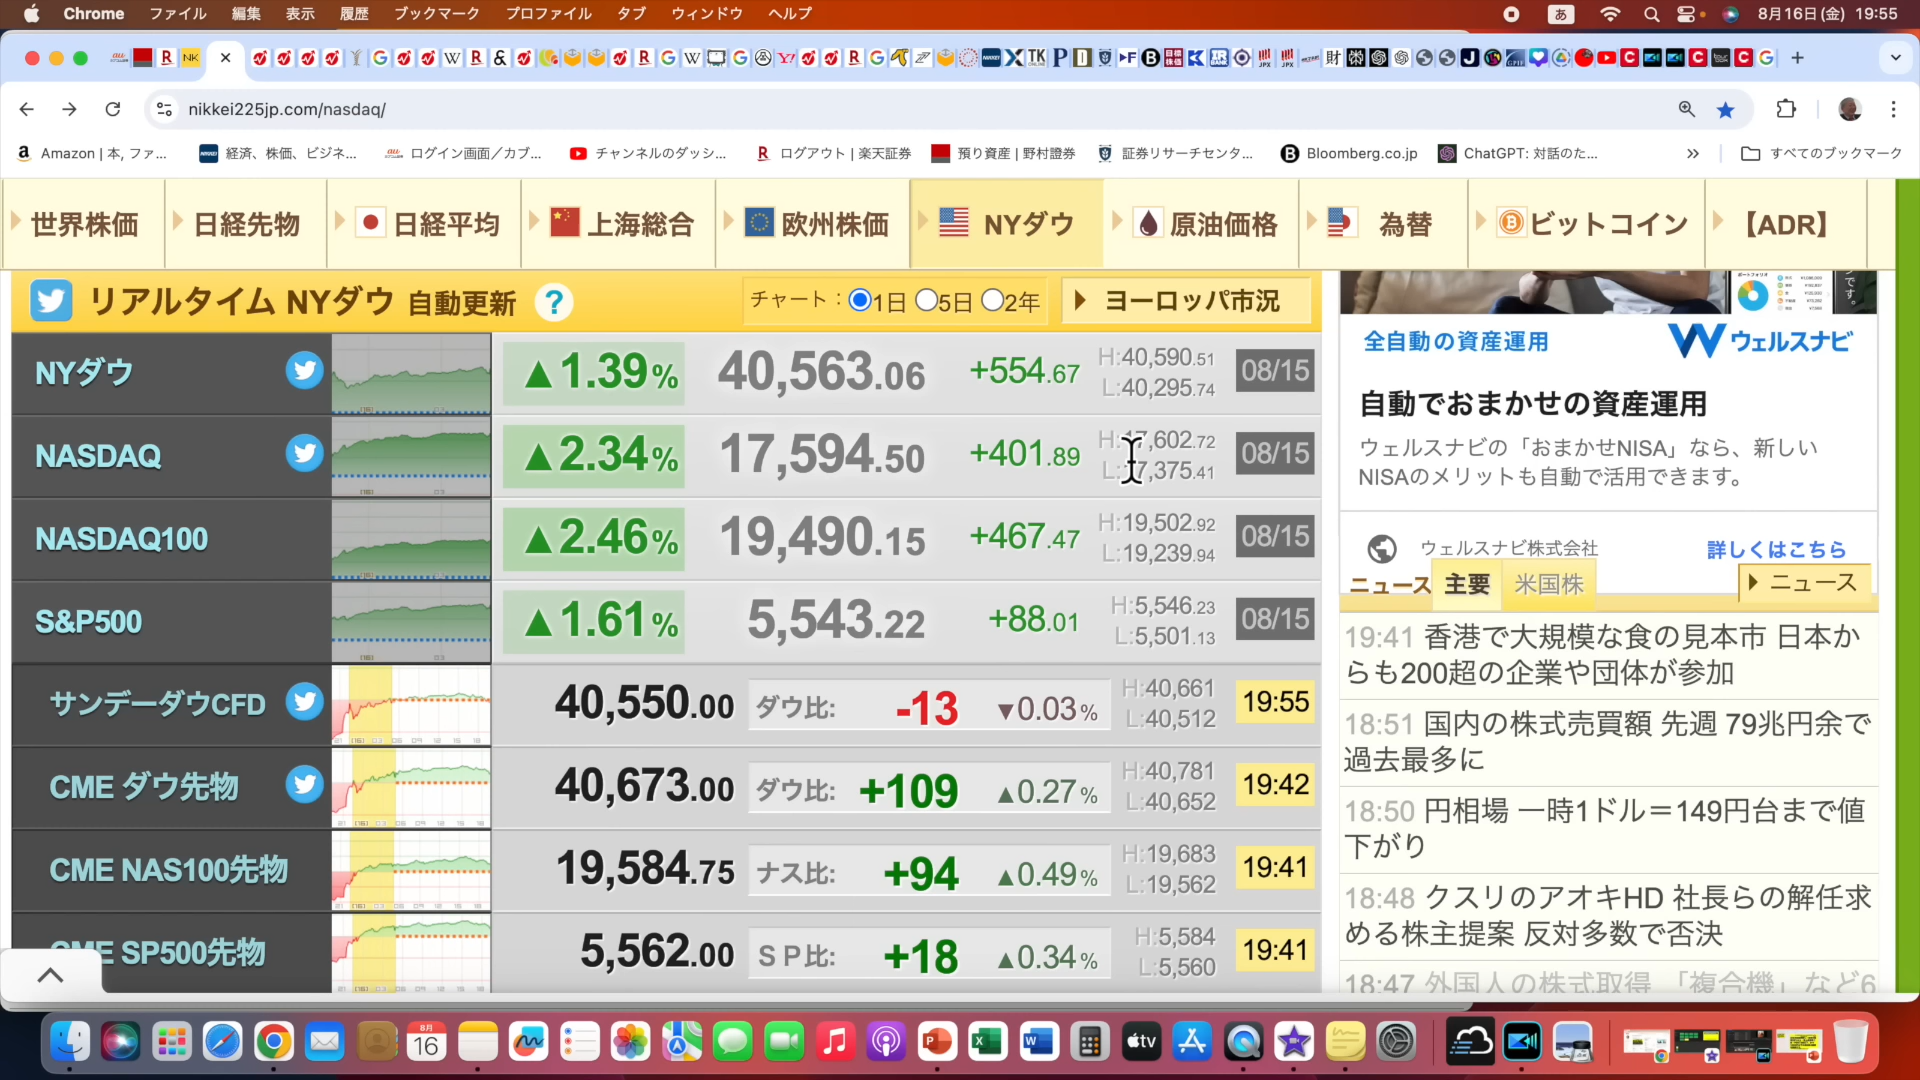 Chrome ファイル 編集 表示 履歴 ブックマーク プロファイル タブ ウィンドウ ヘルプ あ 8月16日(金) 19:55
nikkei225jp.com/nasdaq/
Amazon | 本, ファ... 経済、株価、ビジネ... ログイン画面／カブ... チャンネルのダッシ... ログアウト | 楽天証券 預り資産 | 野村證券 証券リサーチセンタ... Bloomberg.co.jp ChatGPT: 対話のた... すべてのブックマーク
世界株価 日経先物 日経平均 上海総合 欧州株価 NYダウ 原油価格 為替 ビットコイン 【ADR】
リアルタイム NYダウ 自動更新 ? チャート：1日 5日 2年 ヨーロッパ市況
NYダウ ▲1.39% 40,563.06 +554.67 H:40,590.51 L:40,295.74 08/15
NASDAQ ▲2.34% 17,594.50 +401.89 H:17,602.72 L:17,375.41 08/15
NASDAQ100 ▲2.46% 19,490.15 +467.47 H:19,502.92 L:19,239.94 08/15
S&P500 ▲1.61% 5,543.22 +88.01 H:5,546.23 L:5,501.13 08/15
サンデーダウCFD 40,550.00 ダウ比: -13 ▼0.03% H:40,661 L:40,512 19:55
CME ダウ先物 40,673.00 ダウ比: +109 ▲0.27% H:40,781 L:40,652 19:42
CME NAS100先物 19,584.75 ナス比: +94 ▲0.49% H:19,683 L:19,562 19:41
CME SP500先物 5,562.00 ＳＰ比: +18 ▲0.34% H:5,584 L:5,560 19:41
全自動の資産運用 ウェルスナビ
自動でおまかせの資産運用
ウェルスナビの「おまかせNISA」なら、新しい
NISAのメリットも自動で活用できます。
ウェルスナビ株式会社 詳しくはこちら
ニュース 主要 米国株 ニュース
19:41 香港で大規模な食の見本市 日本か
らも200超の企業や団体が参加
18:51 国内の株式売買額 先週 79兆円余で
過去最多に
18:50 円相場 一時1ドル＝149円台まで値
下がり
18:48 クスリのアオキHD 社長らの解任求
める株主提案 反対多数で否決
18:47 外国人の株式取得 「複合機」など6
8月
16
tv